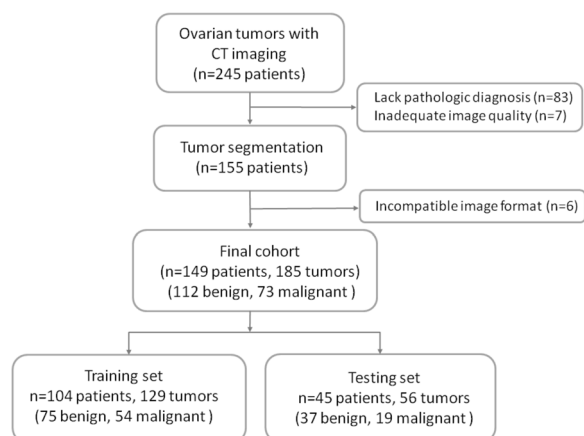 Ovarian tumors with
CT imaging
(n=245 patients)
Lack pathologic diagnosis (n=83)
Inadequate image quality (n=7)
Tumor segmentation
(n=155 patients)
Incompatible image format (n=6)
Final cohort
(n=149 patients, 185 tumors)
(112 benign, 73 malignant )
Training set
n=104 patients, 129 tumors
(75 benign, 54 malignant )
Testing set
n=45 patients, 56 tumors
(37 benign, 19 malignant )